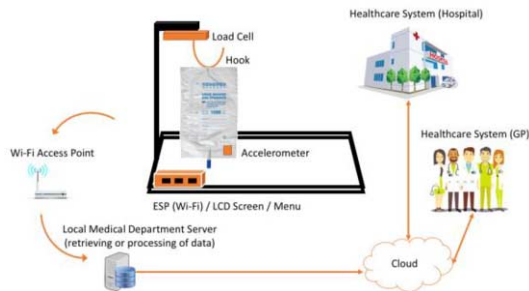 Load Cell
Hook
Accelerometer
ESP (Wi-Fi) / LCD Screen / Menu
Wi-Fi Access Point
Local Medical Department Server
(retrieving or processing of data)
Healthcare System (Hospital)
Healthcare System (GP)
Cloud